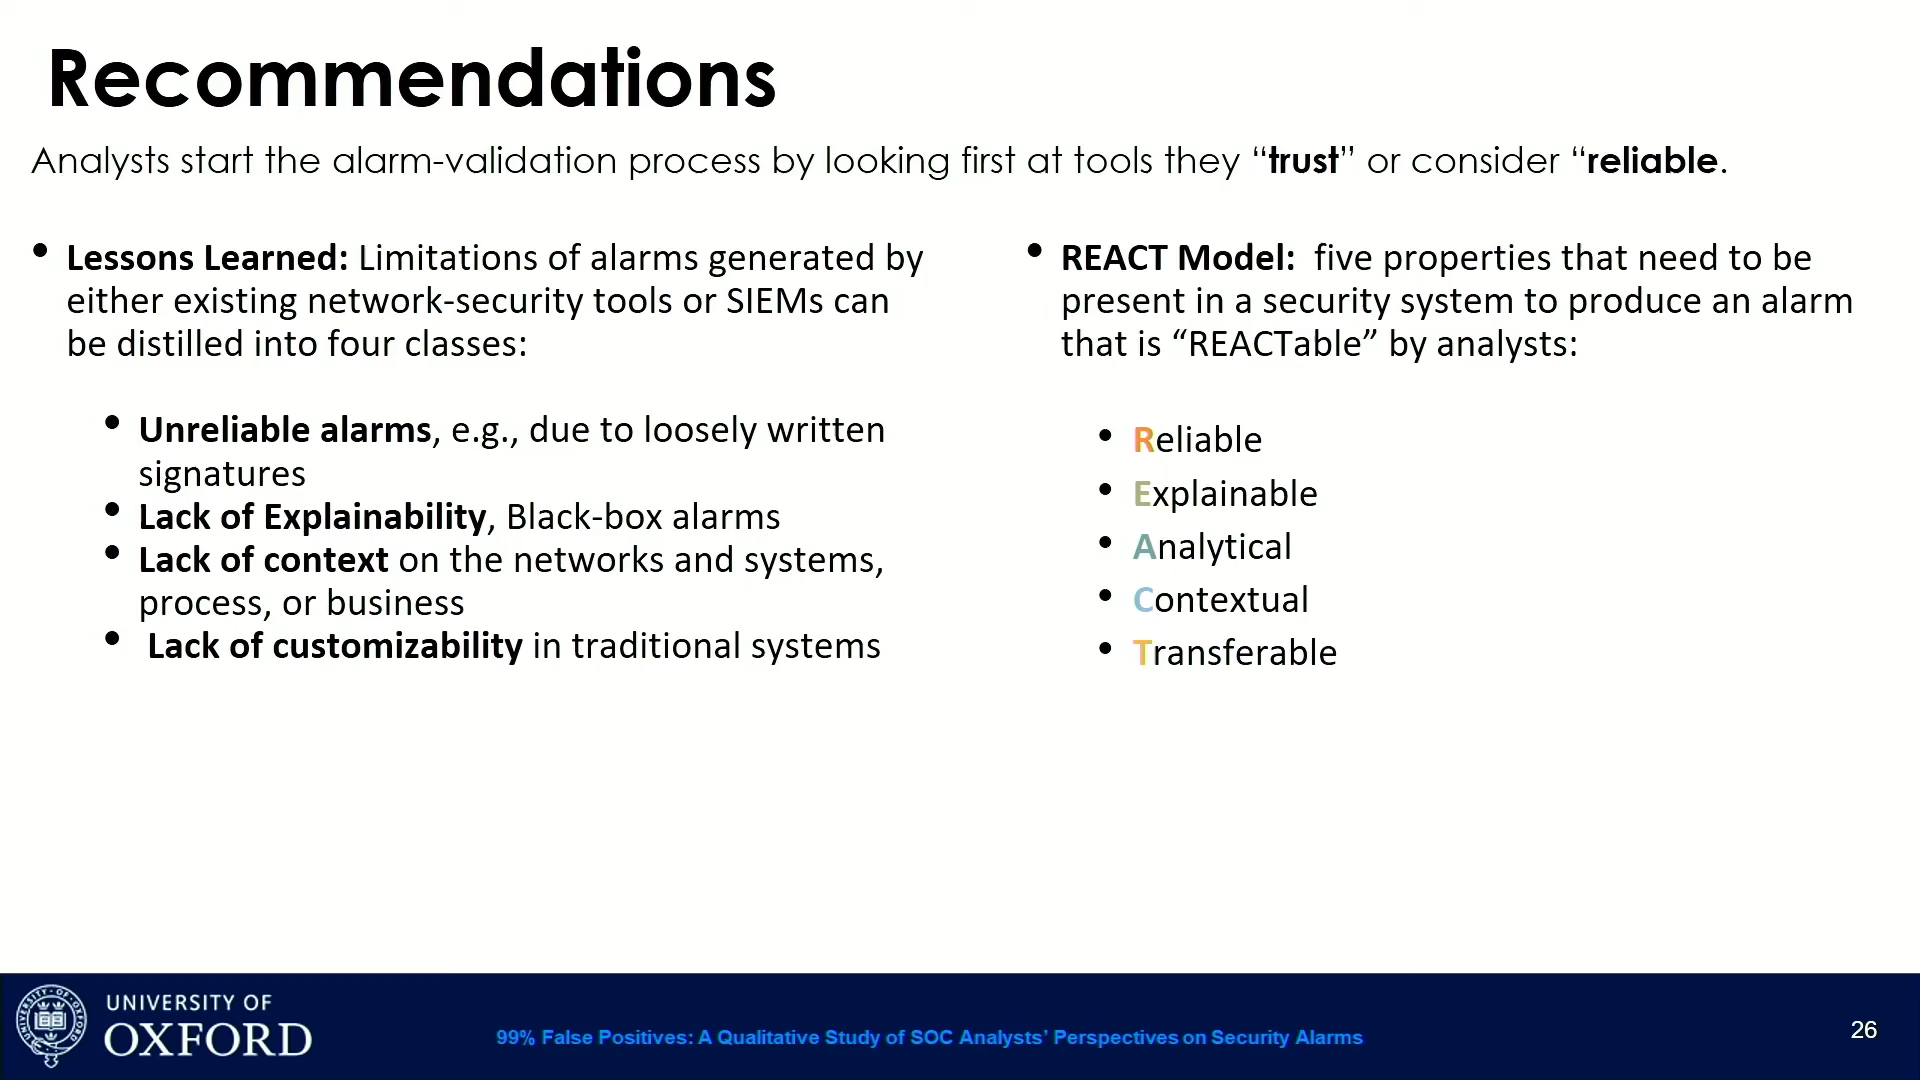 Recommendations
Analysts start the alarm-validation process by looking first at tools they “trust” or consider “reliable.
• Lessons Learned: Limitations of alarms generated by
either existing network-security tools or SIEMs can
be distilled into four classes:
• Unreliable alarms, e.g., due to loosely written
signatures
• Lack of Explainability, Black-box alarms
• Lack of context on the networks and systems,
process, or business
• Lack of customizability in traditional systems
• REACT Model: five properties that need to be
present in a security system to produce an alarm
that is “REACTable” by analysts:
• Reliable
• Explainable
• Analytical
• Contextual
• Transferable
UNIVERSITY OF
OXFORD
99% False Positives: A Qualitative Study of SOC Analysts’ Perspectives on Security Alarms
26